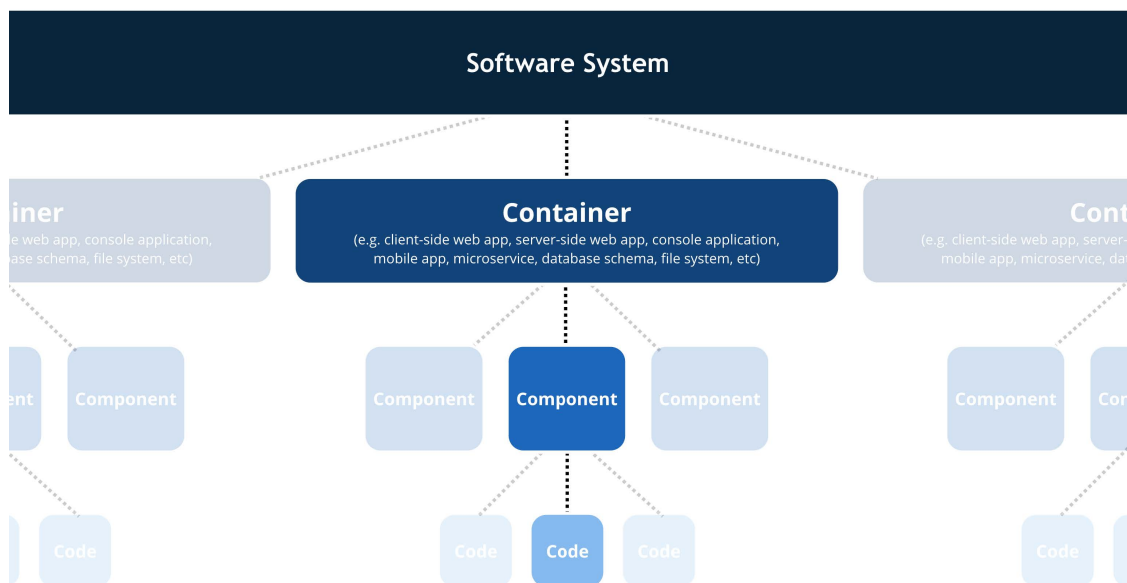 Software System
iner
le web app, console application,
base schema, file system, etc)
Container
(e.g. client-side web app, server-side web app, console application,
mobile app, microservice, database schema, file system, etc)
Cont
(e.g. client-side web app, server-
mobile app, microservice, dat
ent
Component
Component
Component
Component
Component
Con
Code
Code
Code
Code
Code